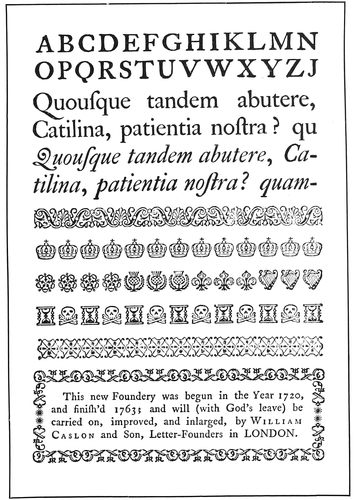 ABCDEFGHIKLMN
OPQRSTUVWXYZJ
Quouſque tandem abutere,
Catilina, patientia noſtra? qu
Quouſque tandem abutere, Ca-
tilina, patientia noſtra? quam-
This new Foundery was begun in the Year 1720,
and finiſh'd 1763; and will (with God's leave) be
carried on, improved, and inlarged, by WILLIAM
CASLON and Son, Letter-Founders in LONDON.